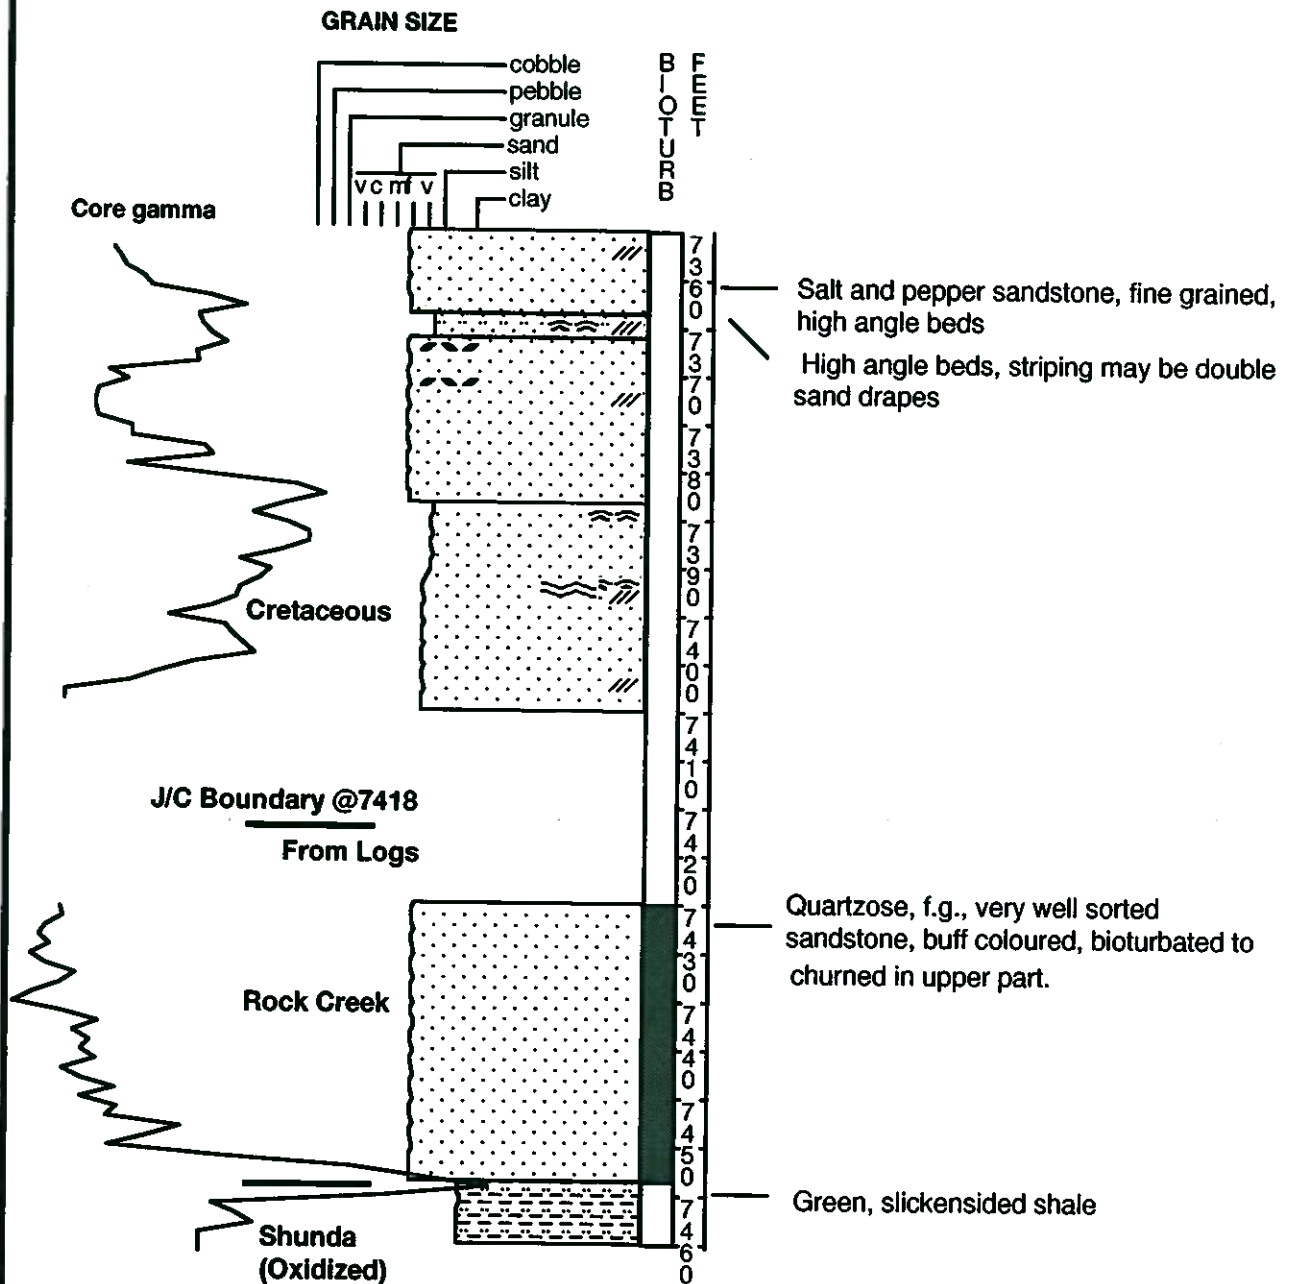 GRAIN SIZE
cobble
pebble
granule
sand
silt
clay
v c m f v
BIOTURB
FEET
Core gamma
7360
Salt and pepper sandstone, fine grained,
high angle beds
High angle beds, striping may be double
sand drapes
7370
7380
7390
Cretaceous
7400
7410
J/C Boundary @7418
From Logs
7420
Quartzose, f.g., very well sorted
sandstone, buff coloured, bioturbated to
churned in upper part.
7430
Rock Creek
7440
7450
Green, slickensided shale
7460
Shunda
(Oxidized)